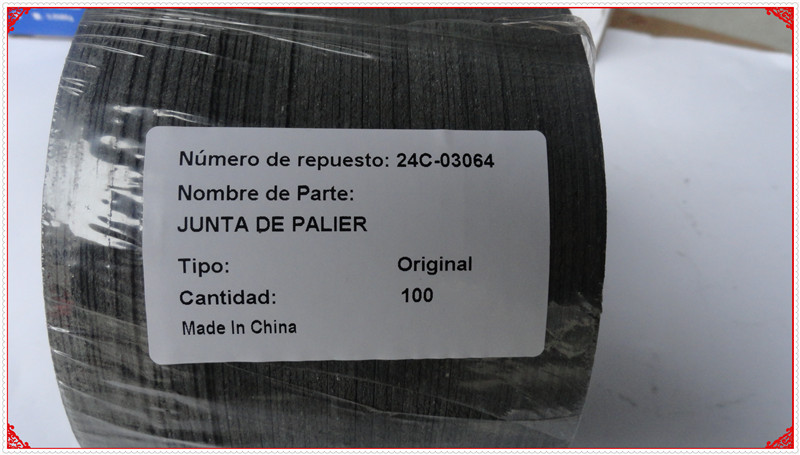 Número de repuesto: 24C-03064
Nombre de Parte:
JUNTA DE PALIER
Tipo: Original
Cantidad: 100
Made In China